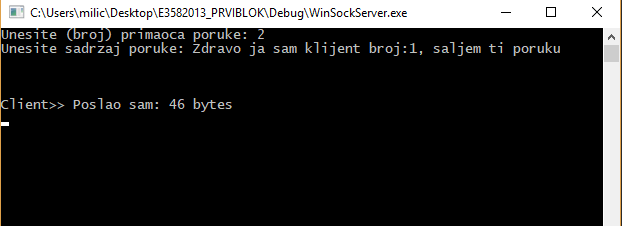 C:\Users\milic\Desktop\E3582013_PRVIBLOK\Debug\WinSockServer.exe
Unesite (broj) primaoca poruke: 2
Unesite sadrzaj poruke: Zdravo ja sam klijent broj:1, saljem ti poruku
Client>> Poslao sam: 46 bytes